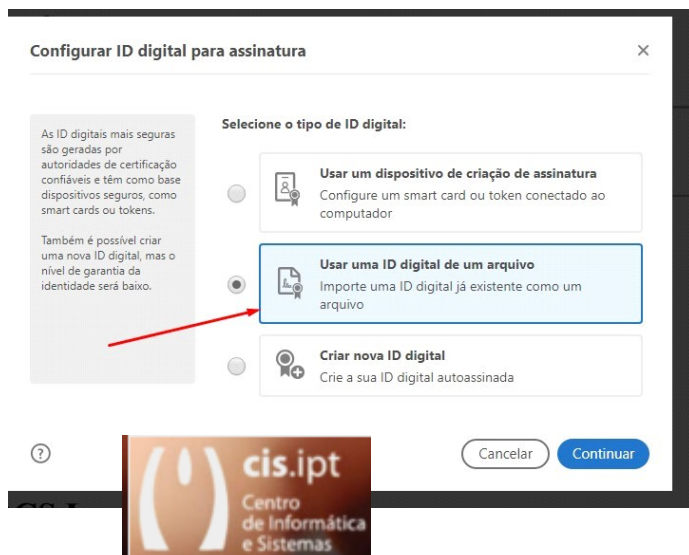 Configurar ID digital para assinatura
As ID digitais mais seguras
são geradas por
autoridades de certificação
confiáveis e têm como base
dispositivos seguros, como
smart cards ou tokens.
Também é possível criar
uma nova ID digital, mas o
nível de garantia da
identidade será baixo.
Selecione o tipo de ID digital:
Usar um dispositivo de criação de assinatura
Configure um smart card ou token conectado ao
computador
Usar uma ID digital de um arquivo
Importe uma ID digital já existente como um
arquivo
Criar nova ID digital
Crie a sua ID digital autoassinada
?
Cancelar
Continuar
cis.ipt
Centro
de Informática
e Sistemas